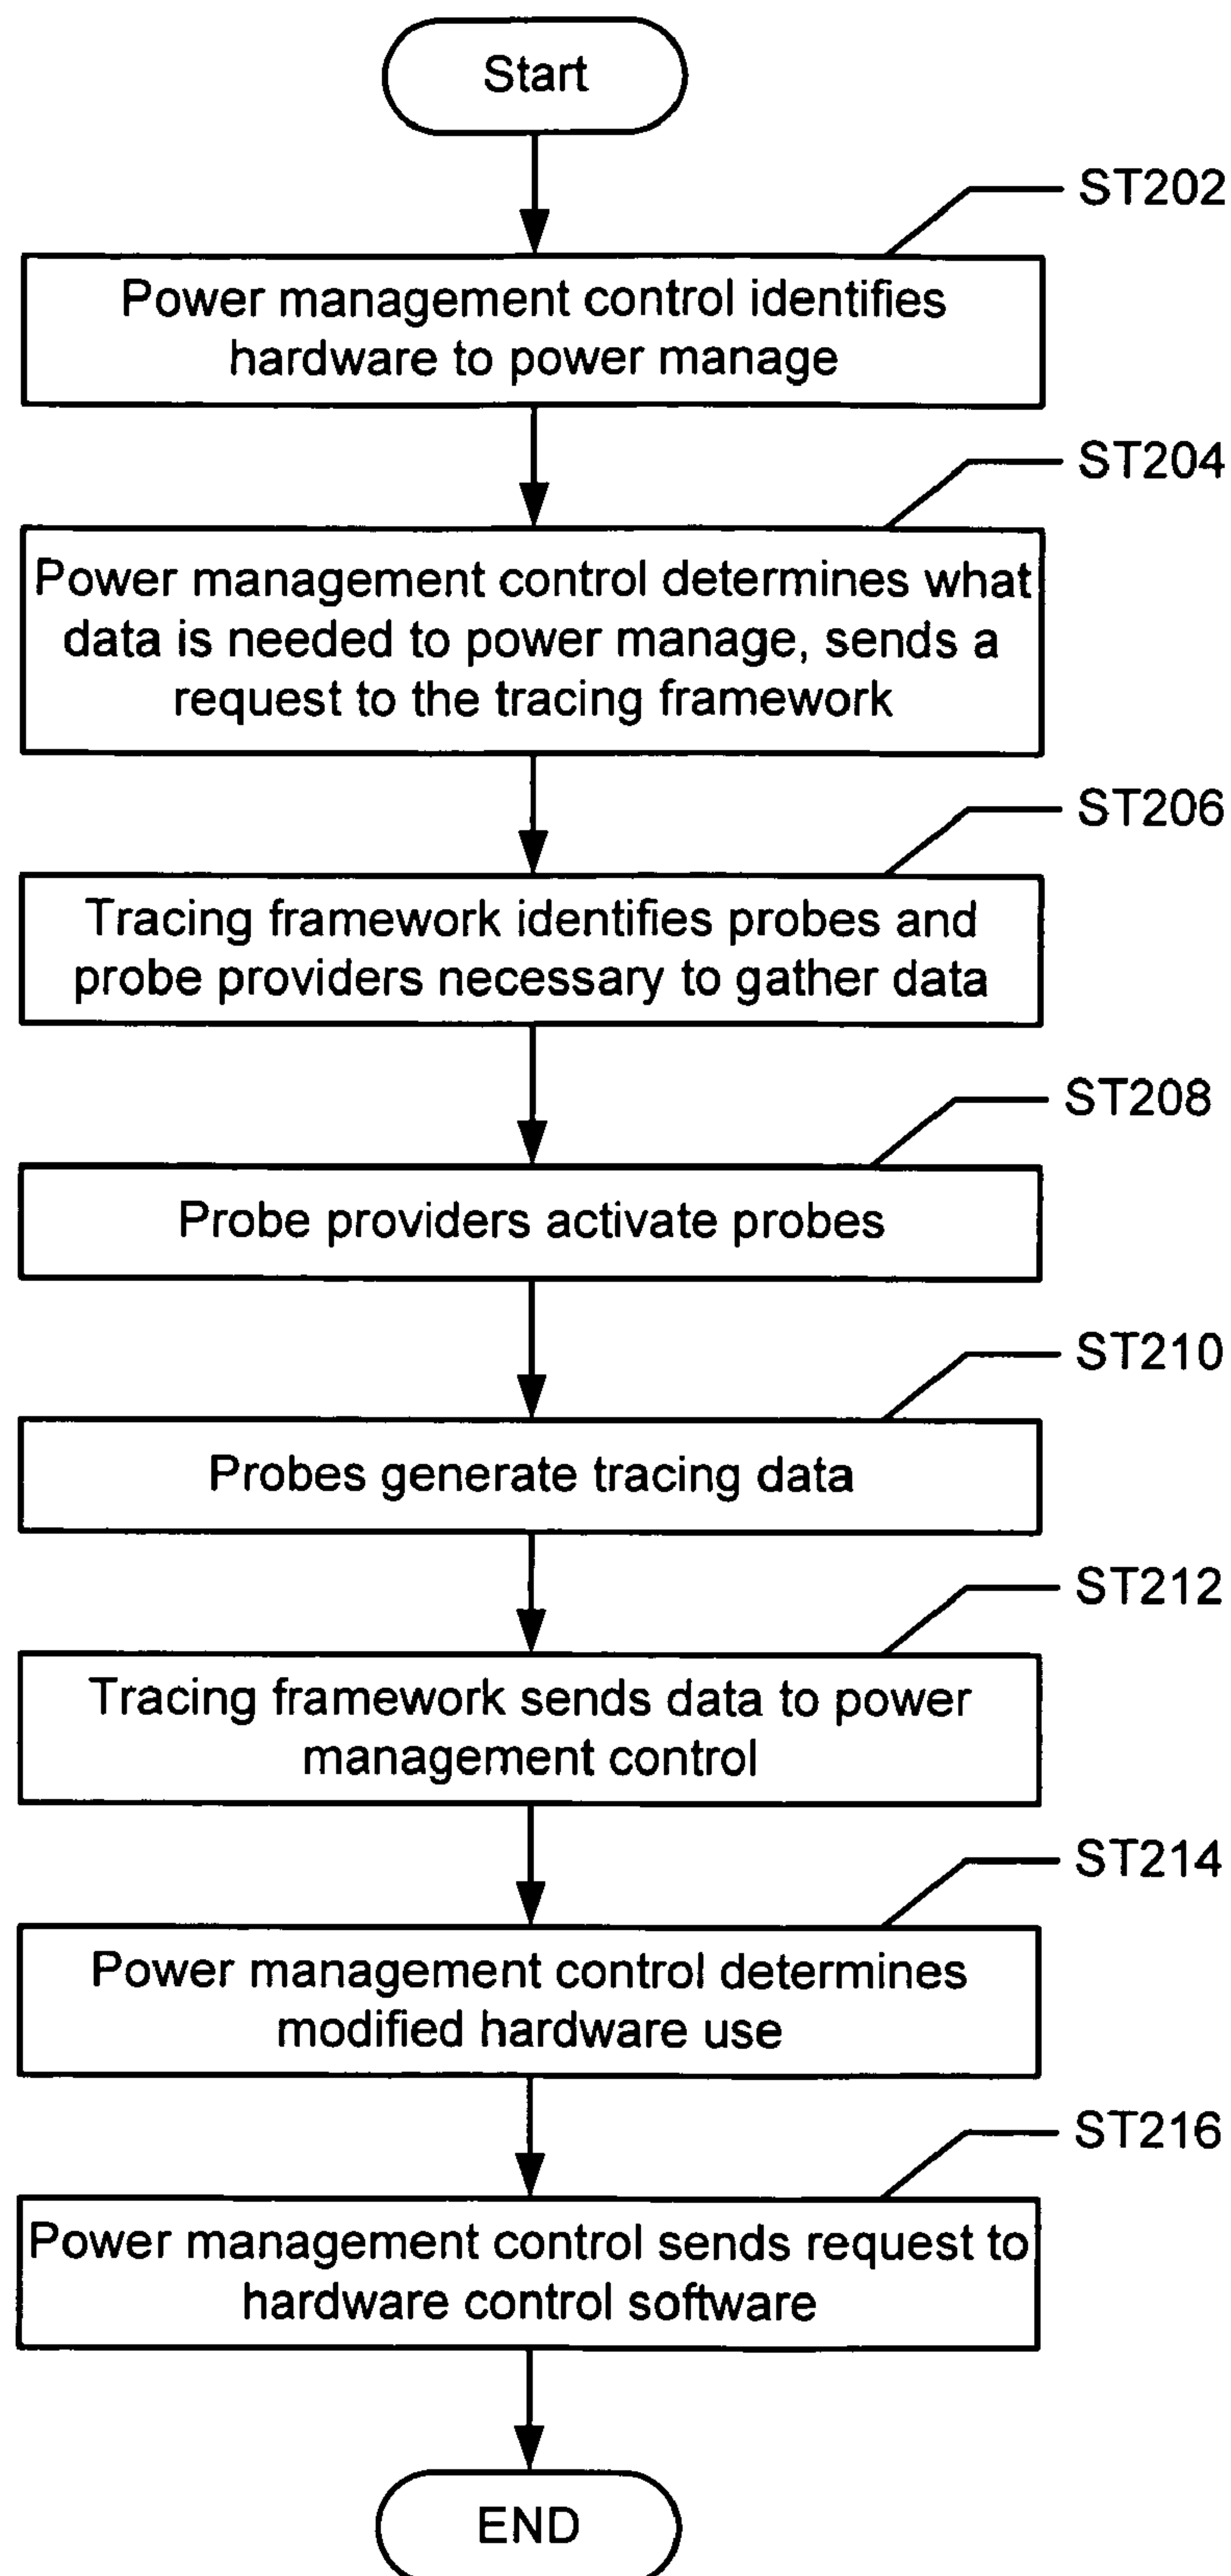 Start
ST202
Power management control identifies
hardware to power manage
ST204
Power management control determines what
data is needed to power manage, sends a
request to the tracing framework
ST206
Tracing framework identifies probes and
probe providers necessary to gather data
ST208
Probe providers activate probes
ST210
Probes generate tracing data
ST212
Tracing framework sends data to power
management control
ST214
Power management control determines
modified hardware use
ST216
Power management control sends request to
hardware control software
END